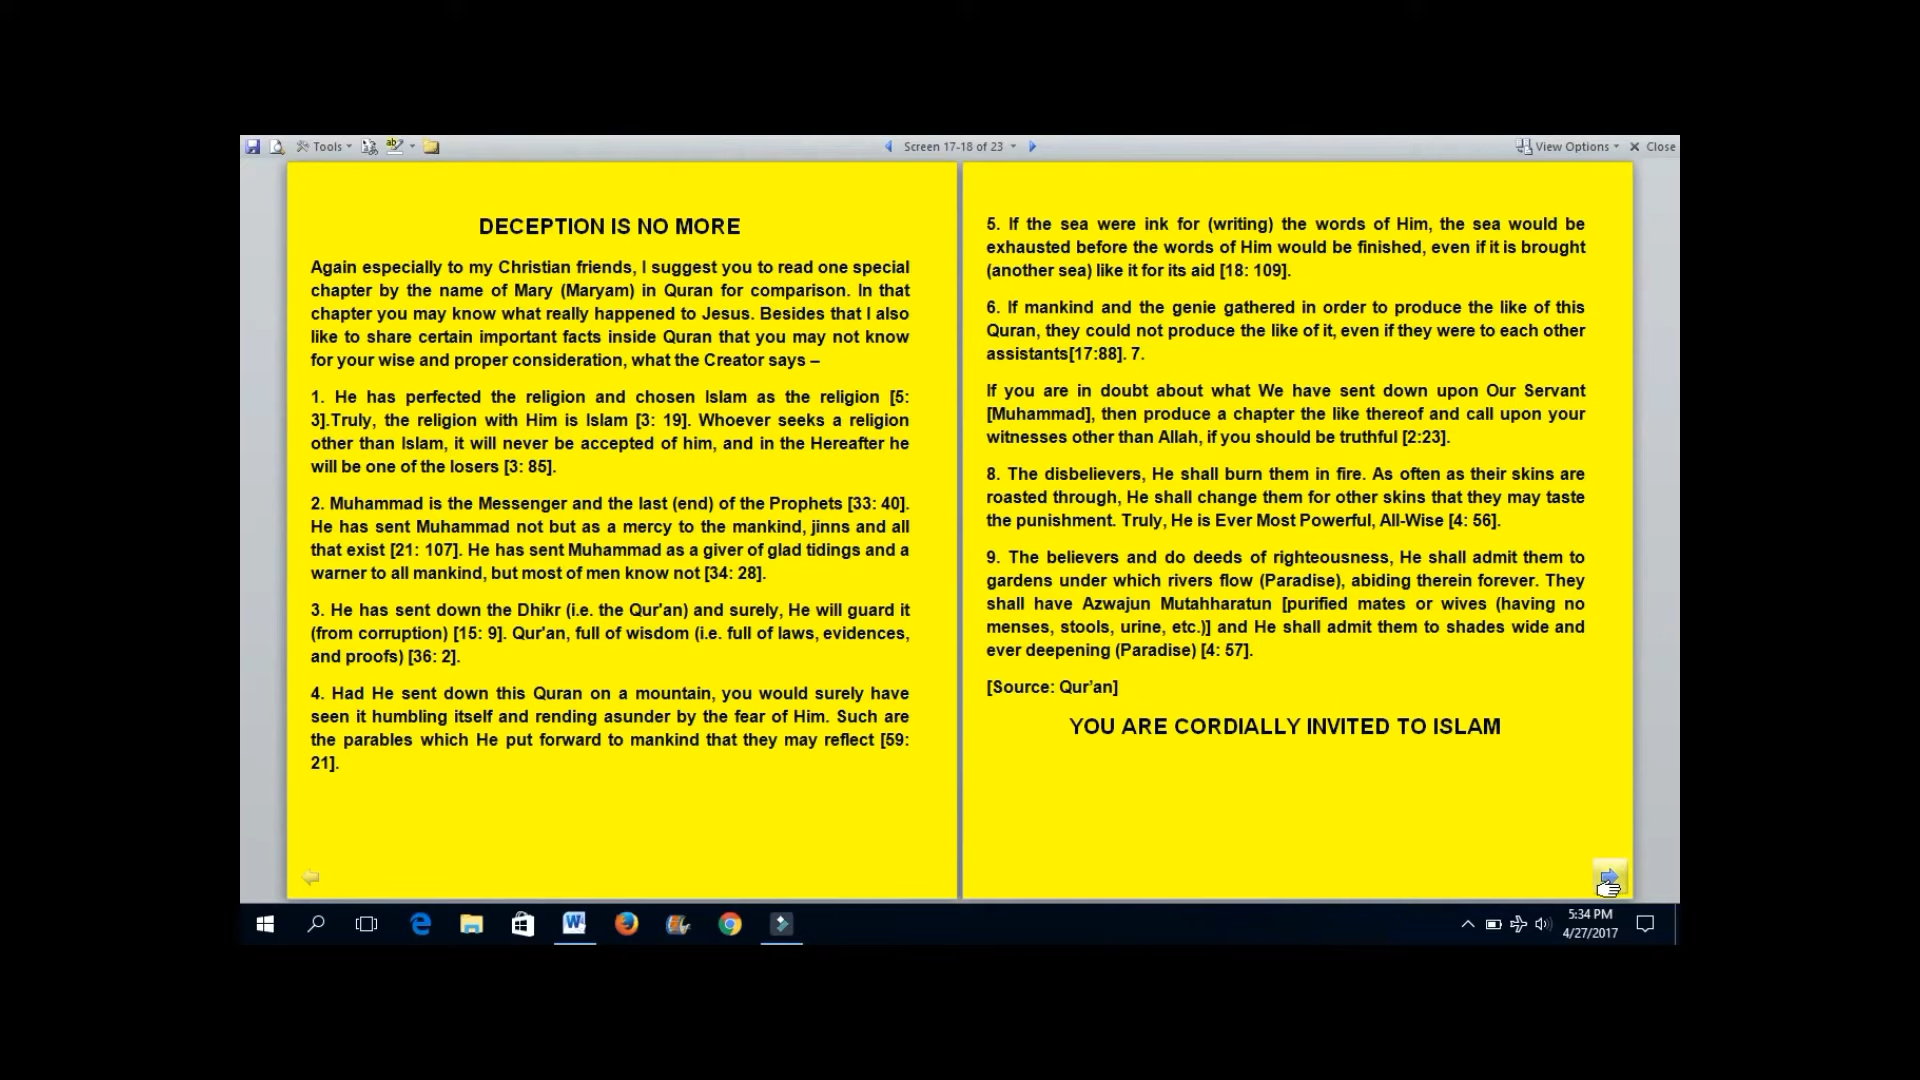 Tools
Screen 17-18 of 23
View Options
Close
DECEPTION IS NO MORE
Again especially to my Christian friends, I suggest you to read one special
chapter by the name of Mary (Maryam) in Quran for comparison. In that
chapter you may know what really happened to Jesus. Besides that I also
like to share certain important facts inside Quran that you may not know
for your wise and proper consideration, what the Creator says –
1. He has perfected the religion and chosen Islam as the religion [5:
3].Truly, the religion with Him is Islam [3: 19]. Whoever seeks a religion
other than Islam, it will never be accepted of him, and in the Hereafter he
will be one of the losers [3: 85].
2. Muhammad is the Messenger and the last (end) of the Prophets [33: 40].
He has sent Muhammad not but as a mercy to the mankind, jinns and all
that exist [21: 107]. He has sent Muhammad as a giver of glad tidings and a
warner to all mankind, but most of men know not [34: 28].
3. He has sent down the Dhikr (i.e. the Qur'an) and surely, He will guard it
(from corruption) [15: 9]. Qur'an, full of wisdom (i.e. full of laws, evidences,
and proofs) [36: 2].
4. Had He sent down this Quran on a mountain, you would surely have
seen it humbling itself and rending asunder by the fear of Him. Such are
the parables which He put forward to mankind that they may reflect [59:
21].
5. If the sea were ink for (writing) the words of Him, the sea would be
exhausted before the words of Him would be finished, even if it is brought
(another sea) like it for its aid [18: 109].
6. If mankind and the genie gathered in order to produce the like of this
Quran, they could not produce the like of it, even if they were to each other
assistants[17:88]. 7.
If you are in doubt about what We have sent down upon Our Servant
[Muhammad], then produce a chapter the like thereof and call upon your
witnesses other than Allah, if you should be truthful [2:23].
8. The disbelievers, He shall burn them in fire. As often as their skins are
roasted through, He shall change them for other skins that they may taste
the punishment. Truly, He is Ever Most Powerful, All-Wise [4: 56].
9. The believers and do deeds of righteousness, He shall admit them to
gardens under which rivers flow (Paradise), abiding therein forever. They
shall have Azwajun Mutahharatun [purified mates or wives (having no
menses, stools, urine, etc.)] and He shall admit them to shades wide and
ever deepening (Paradise) [4: 57].
[Source: Qur'an]
YOU ARE CORDIALLY INVITED TO ISLAM
5:34 PM
4/27/2017